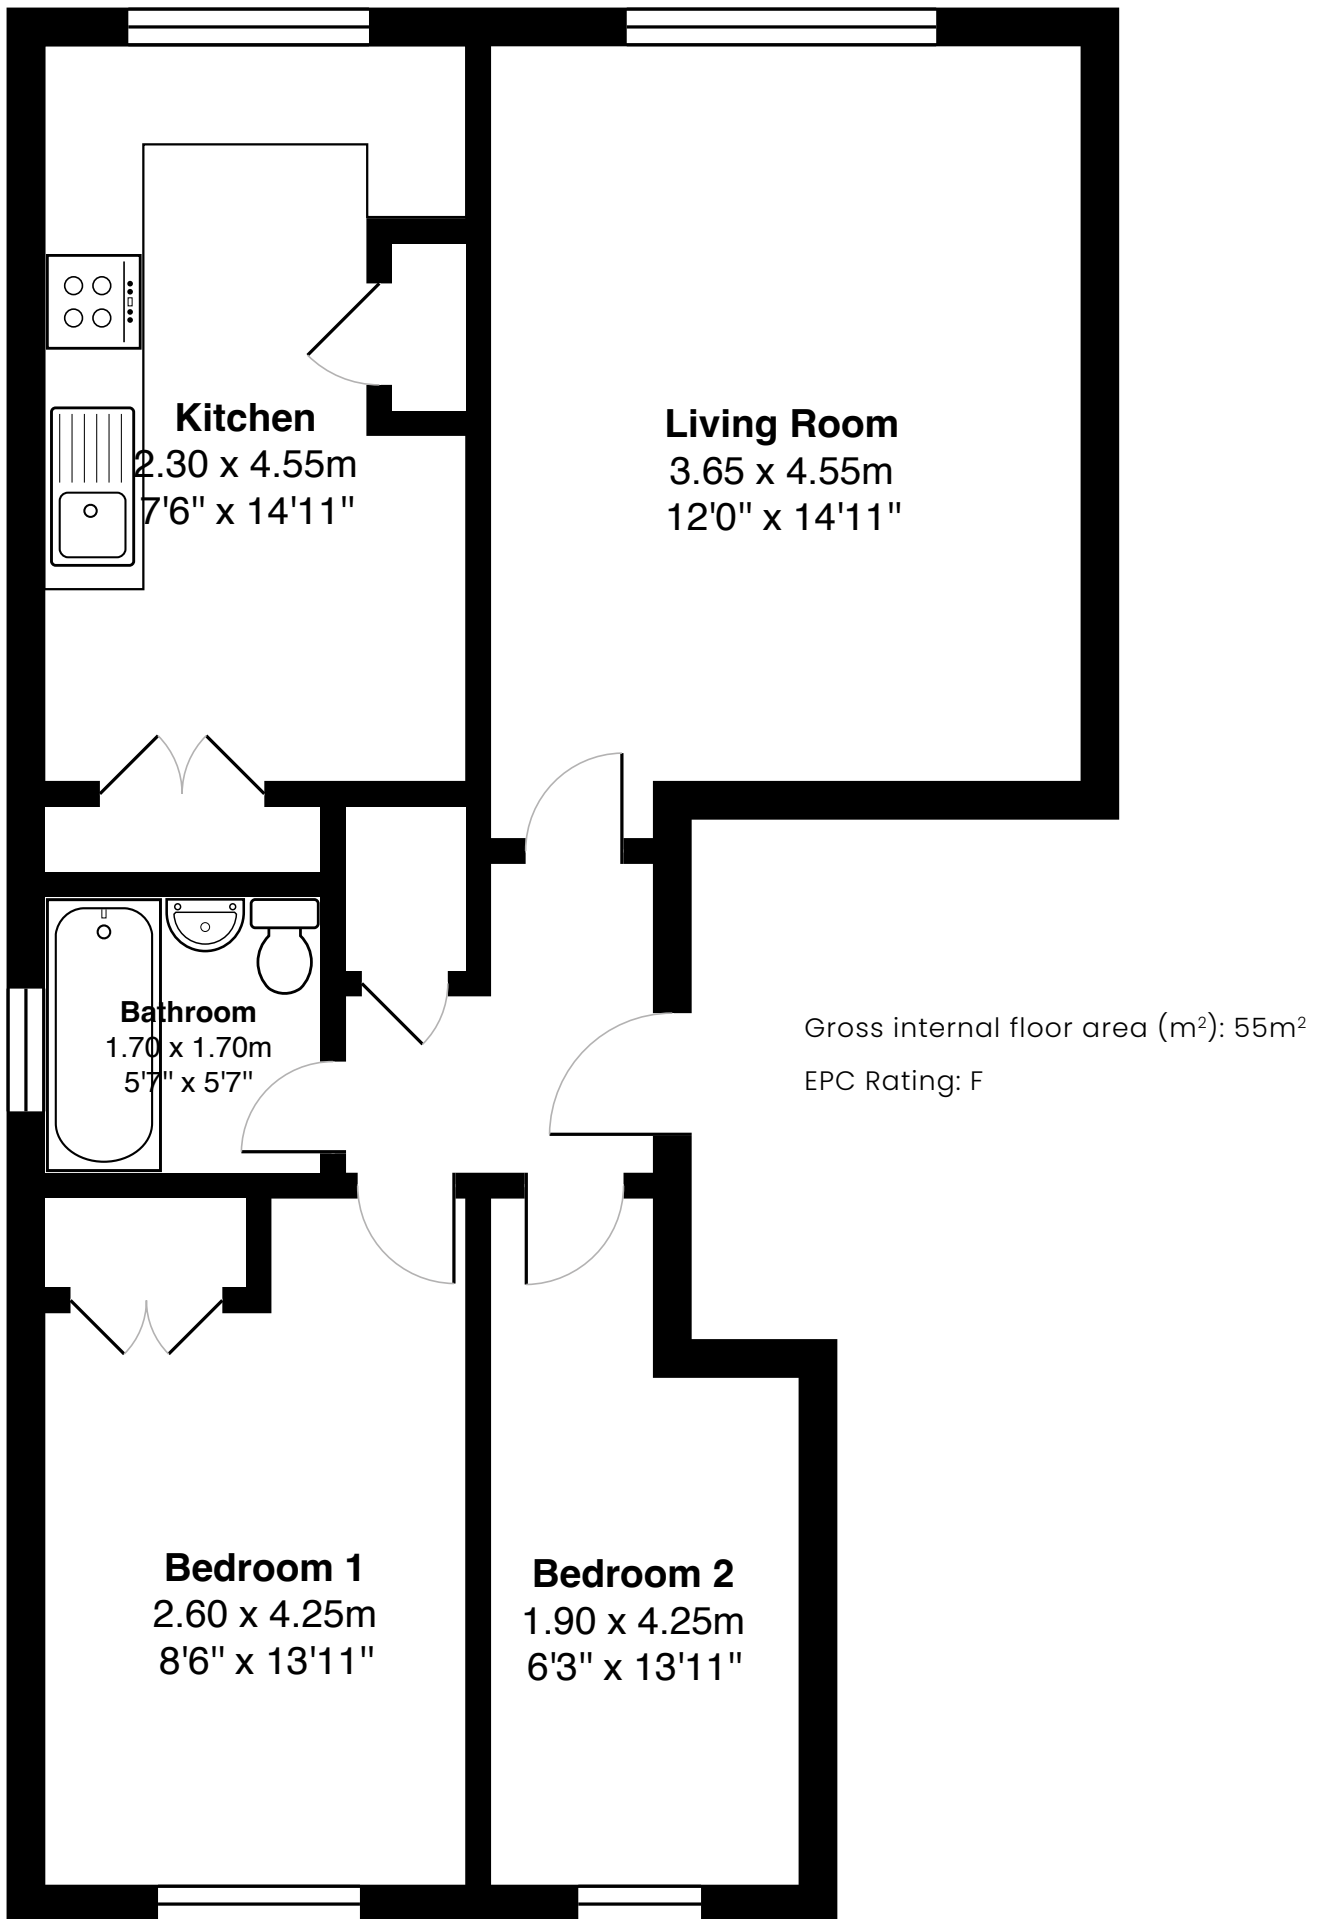 Kitchen
2.30 x 4.55m
7'6" x 14'11"
Living Room
3.65 x 4.55m
12'0" x 14'11"
Bathroom
1.70 x 1.70m
5'7" x 5'7"
Gross internal floor area (m²): 55m²
EPC Rating: F
Bedroom 1
2.60 x 4.25m
8'6" x 13'11"
Bedroom 2
1.90 x 4.25m
6'3" x 13'11"